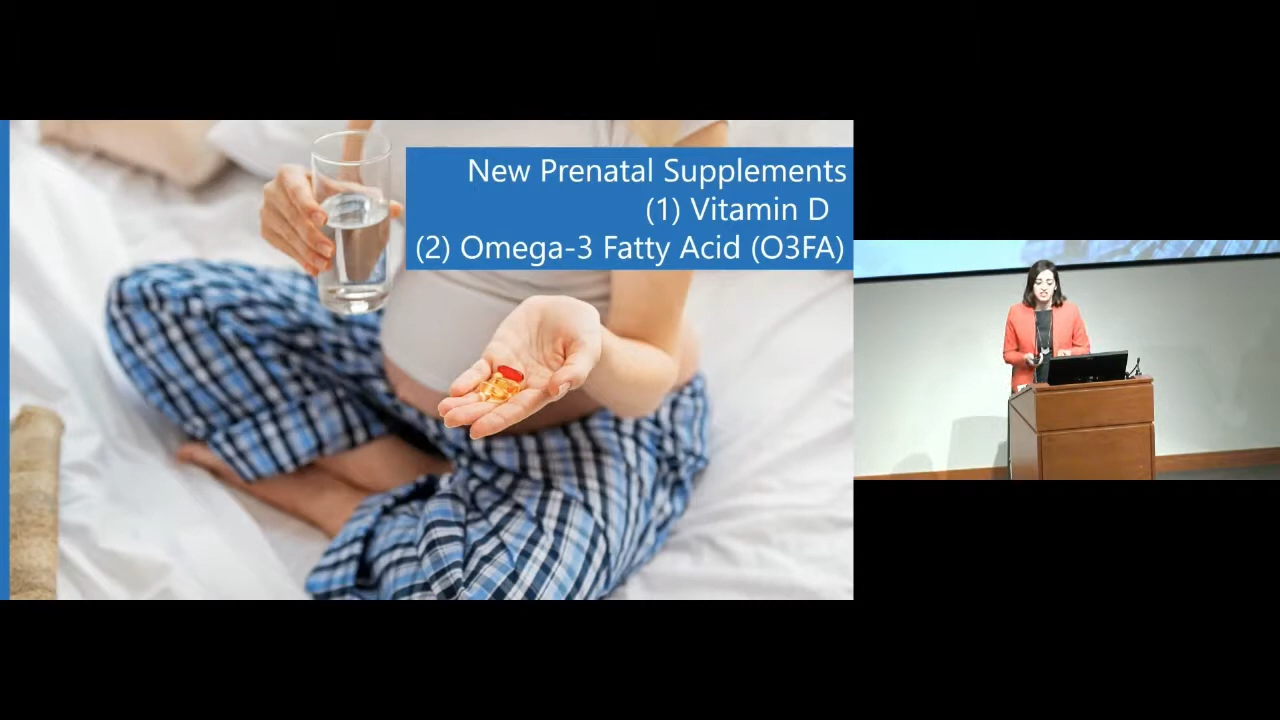 New Prenatal Supplements
(1) Vitamin D
(2) Omega-3 Fatty Acid (O3FA)